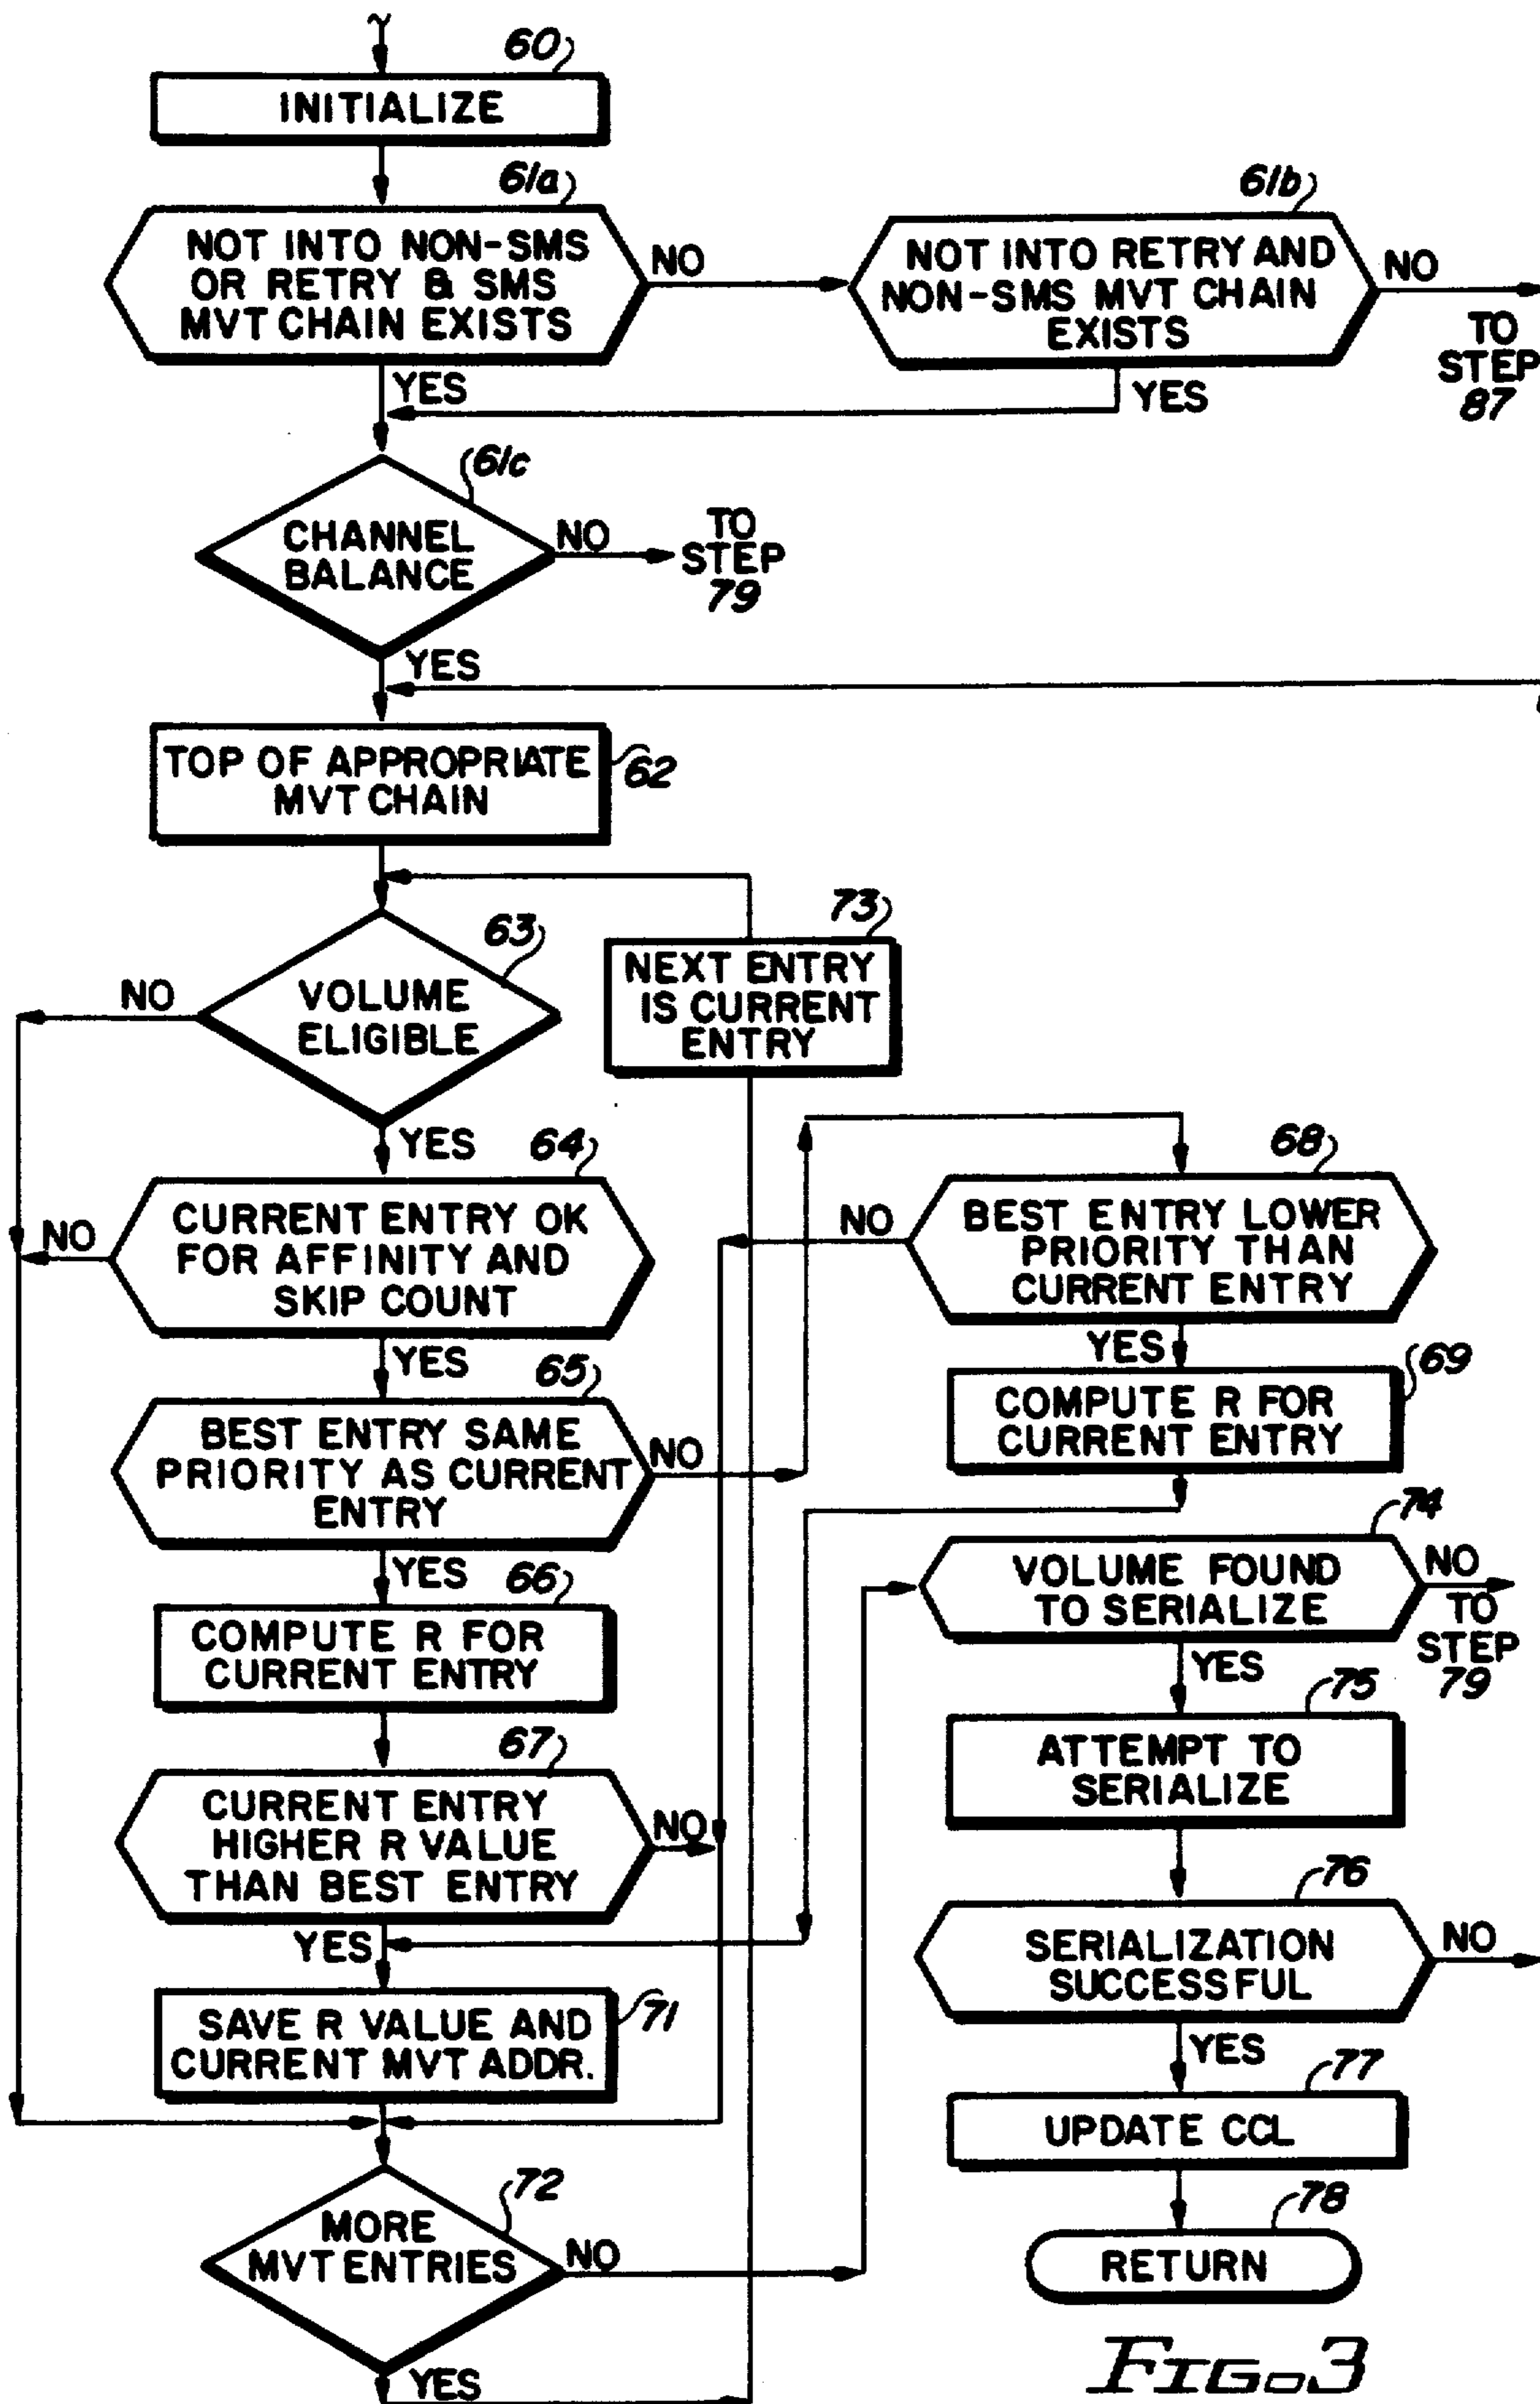 60
INITIALIZE
61a
NOT INTO NON-SMS
OR RETRY & SMS
MVT CHAIN EXISTS
NO
YES
61b
NOT INTO RETRY AND
NON-SMS MVT CHAIN
EXISTS
NO
TO
STEP
87
YES
61c
CHANNEL
BALANCE
NO
TO
STEP
79
YES
TOP OF APPROPRIATE
MVT CHAIN
62
63
VOLUME
ELIGIBLE
NO
YES
73
NEXT ENTRY
IS CURRENT
ENTRY
64
CURRENT ENTRY OK
FOR AFFINITY AND
SKIP COUNT
NO
YES
65
BEST ENTRY SAME
PRIORITY AS CURRENT
ENTRY
NO
YES
66
COMPUTE R FOR
CURRENT ENTRY
67
CURRENT ENTRY
HIGHER R VALUE
THAN BEST ENTRY
NO
YES
SAVE R VALUE AND
CURRENT MVT ADDR.
71
72
MORE
MVT ENTRIES
NO
YES
68
BEST ENTRY LOWER
PRIORITY THAN
CURRENT ENTRY
NO
YES
69
COMPUTE R FOR
CURRENT ENTRY
74
VOLUME FOUND
TO SERIALIZE
NO
TO
STEP
79
YES
75
ATTEMPT TO
SERIALIZE
76
SERIALIZATION
SUCCESSFUL
NO
YES
77
UPDATE CCL
78
RETURN
FIG. 3